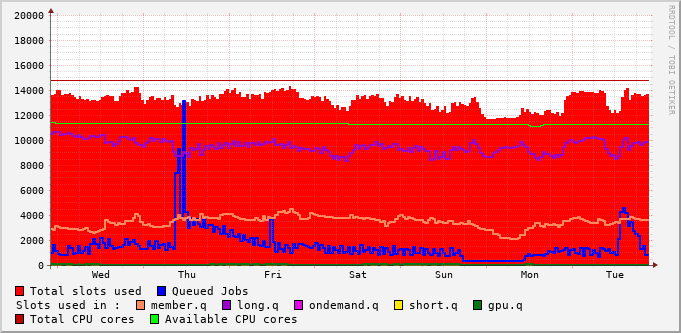 RRDTOOL / TOBI OETIKER
20000
18000
16000
14000
12000
10000
8000
6000
4000
2000
0
Wed Thu Fri Sat Sun Mon Tue
Total slots used Queued Jobs
Slots used in : member.q long.q ondemand.q short.q gpu.q
Total CPU cores Available CPU cores